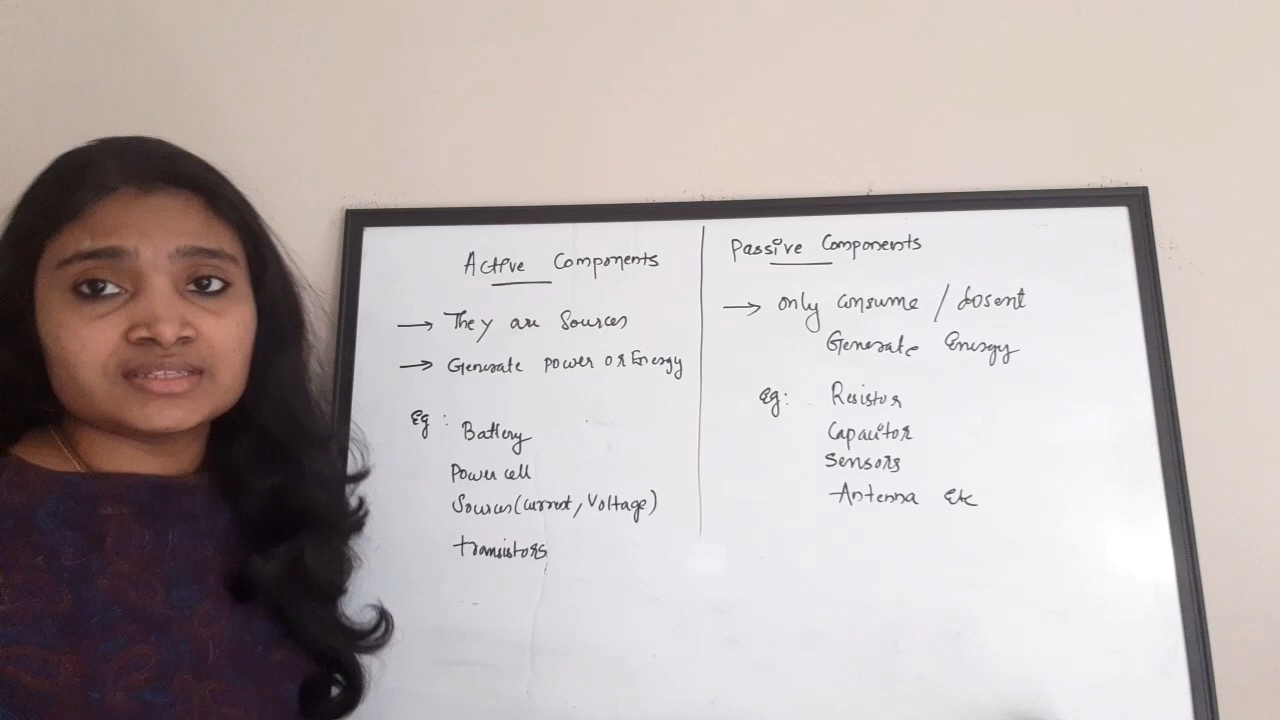 Active Components
→ They are Sources
→ Generate power or Energy
Eg: Battery
Power cell
Sources (current, Voltage)
transistors
Passive Components
→ only consume / dosent
Generate Energy
Eg: Resistor
Capacitor
Sensors
Antenna Etc